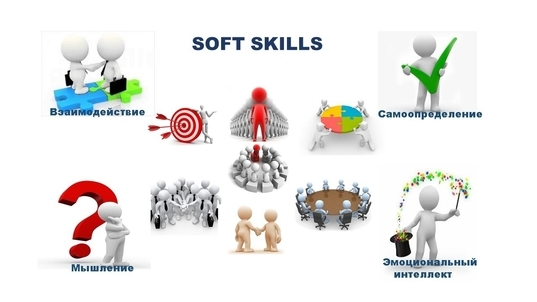 SOFT SKILLS
Взаимодействие
Самоопределение
Мышление
Эмоциональный
интеллект